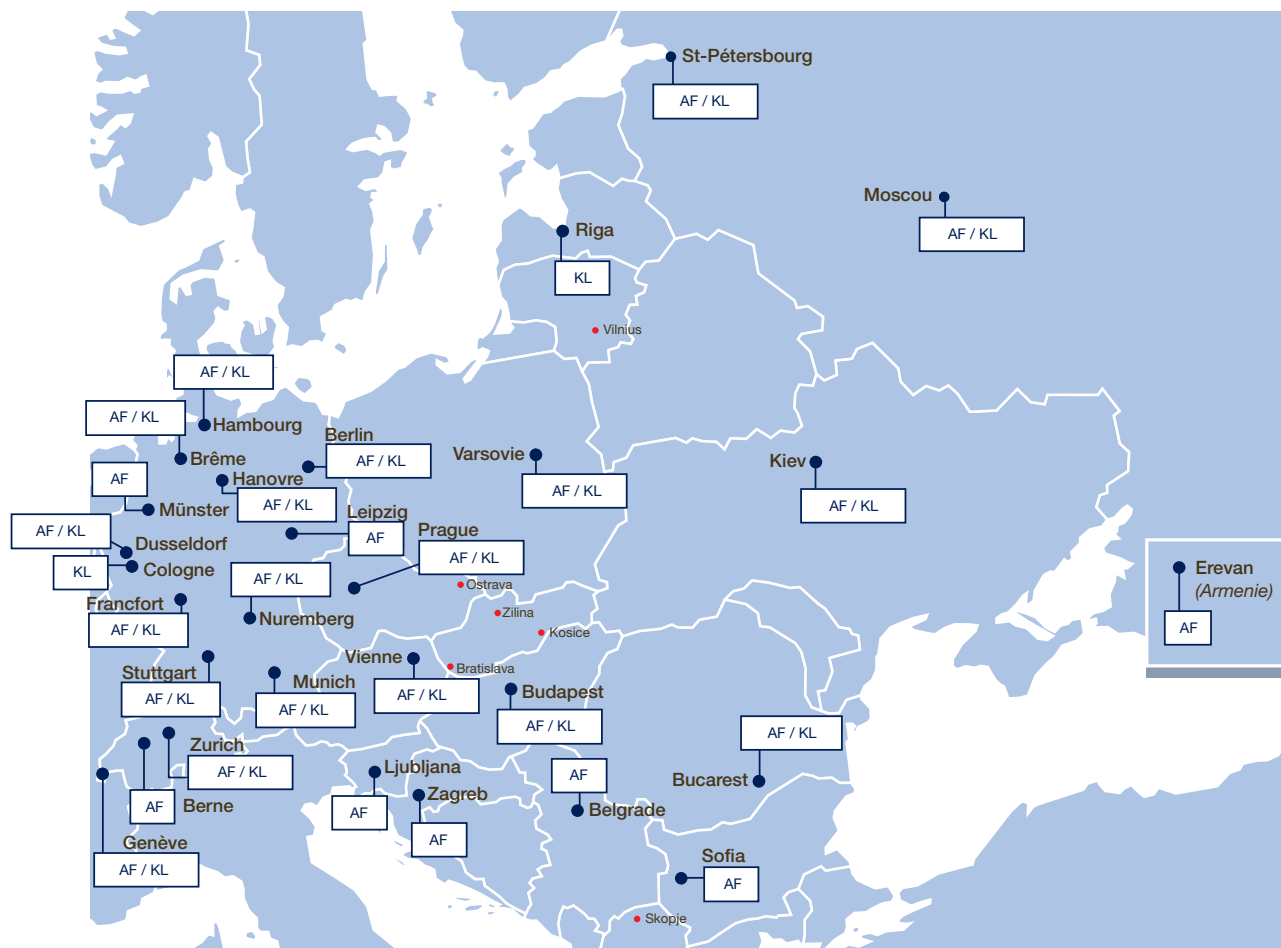 St-Pétersbourg
AF / KL
Moscou
AF / KL
Riga
KL
Vilnius
AF / KL
Hambourg
AF / KL
Brême
Berlin
AF / KL
Hanovre
AF / KL
AF
Münster
Varsovie
AF / KL
Kiev
AF / KL
Leipzig
AF
Prague
AF / KL
AF / KL
Dusseldorf
KL
Cologne
Ostrava
Erevan
(Armenie)
AF
AF / KL
Nuremberg
Francfort
AF / KL
Zilina
Kosice
Bratislava
Vienne
AF / KL
Stuttgart
AF / KL
Munich
AF / KL
Budapest
AF / KL
AF / KL
Bucarest
Zurich
AF / KL
AF
Berne
Ljubljana
AF
Zagreb
AF
AF
Belgrade
Genève
AF / KL
Sofia
AF
Skopje